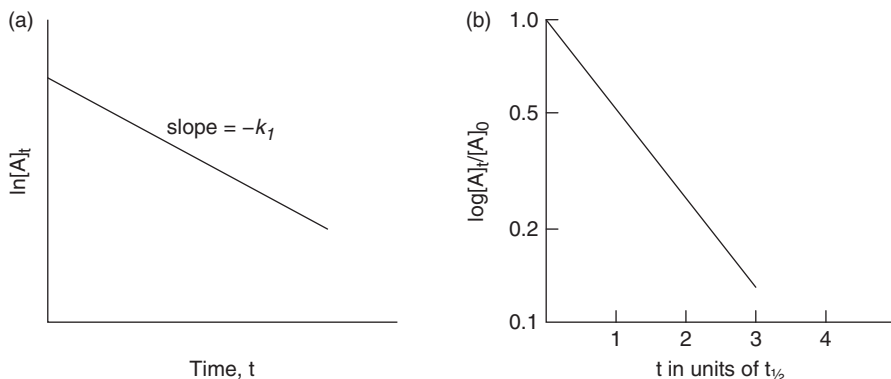 (a)
ln[A]t
slope = –k1
Time, t
(b)
log[A]t/[A]0
1.0
0.5
0.2
0.1
1 2 3 4
t in units of t½